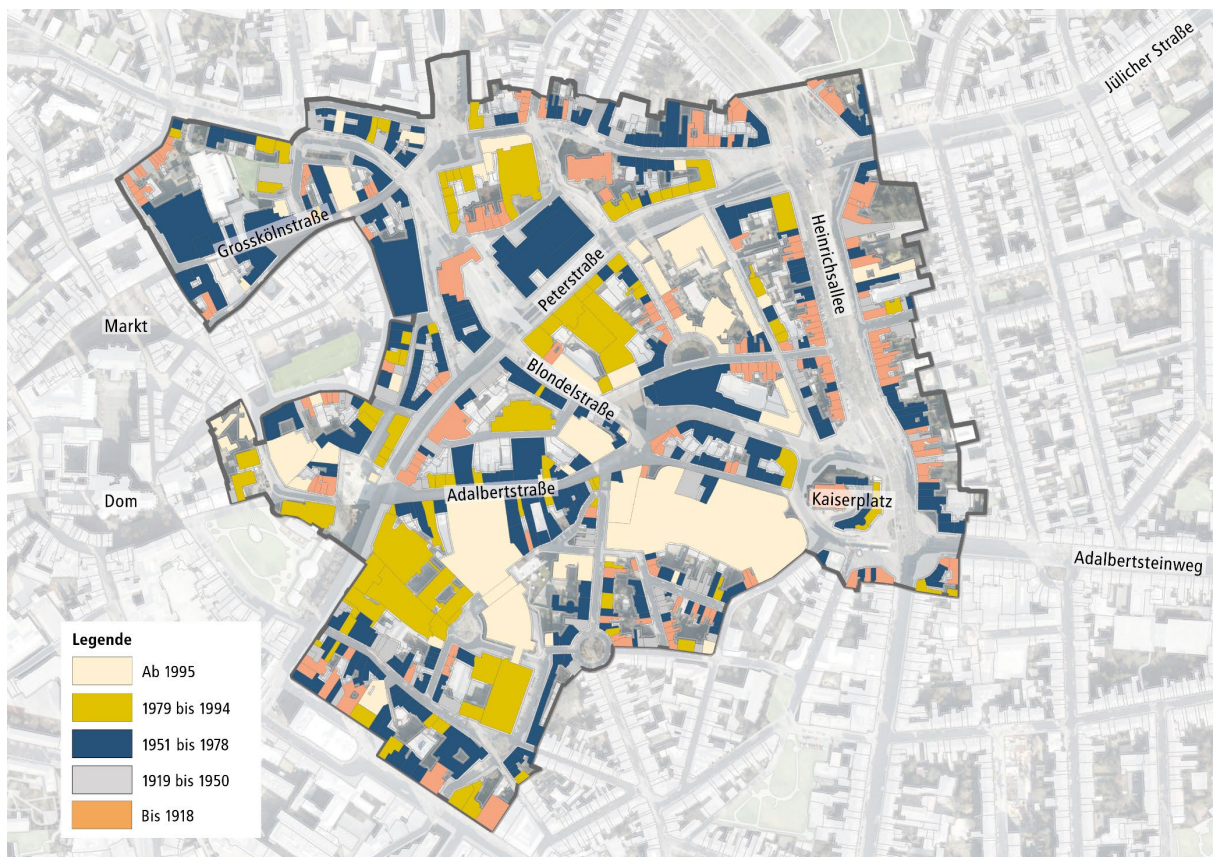 Jülicher Straße
Grosskölnstraße
Heinrichsallee
Peterstraße
Markt
Blondelstraße
Adalbertstraße
Kaiserplatz
Dom
Adalbertsteinweg
Legende
Ab 1995
1979 bis 1994
1951 bis 1978
1919 bis 1950
Bis 1918